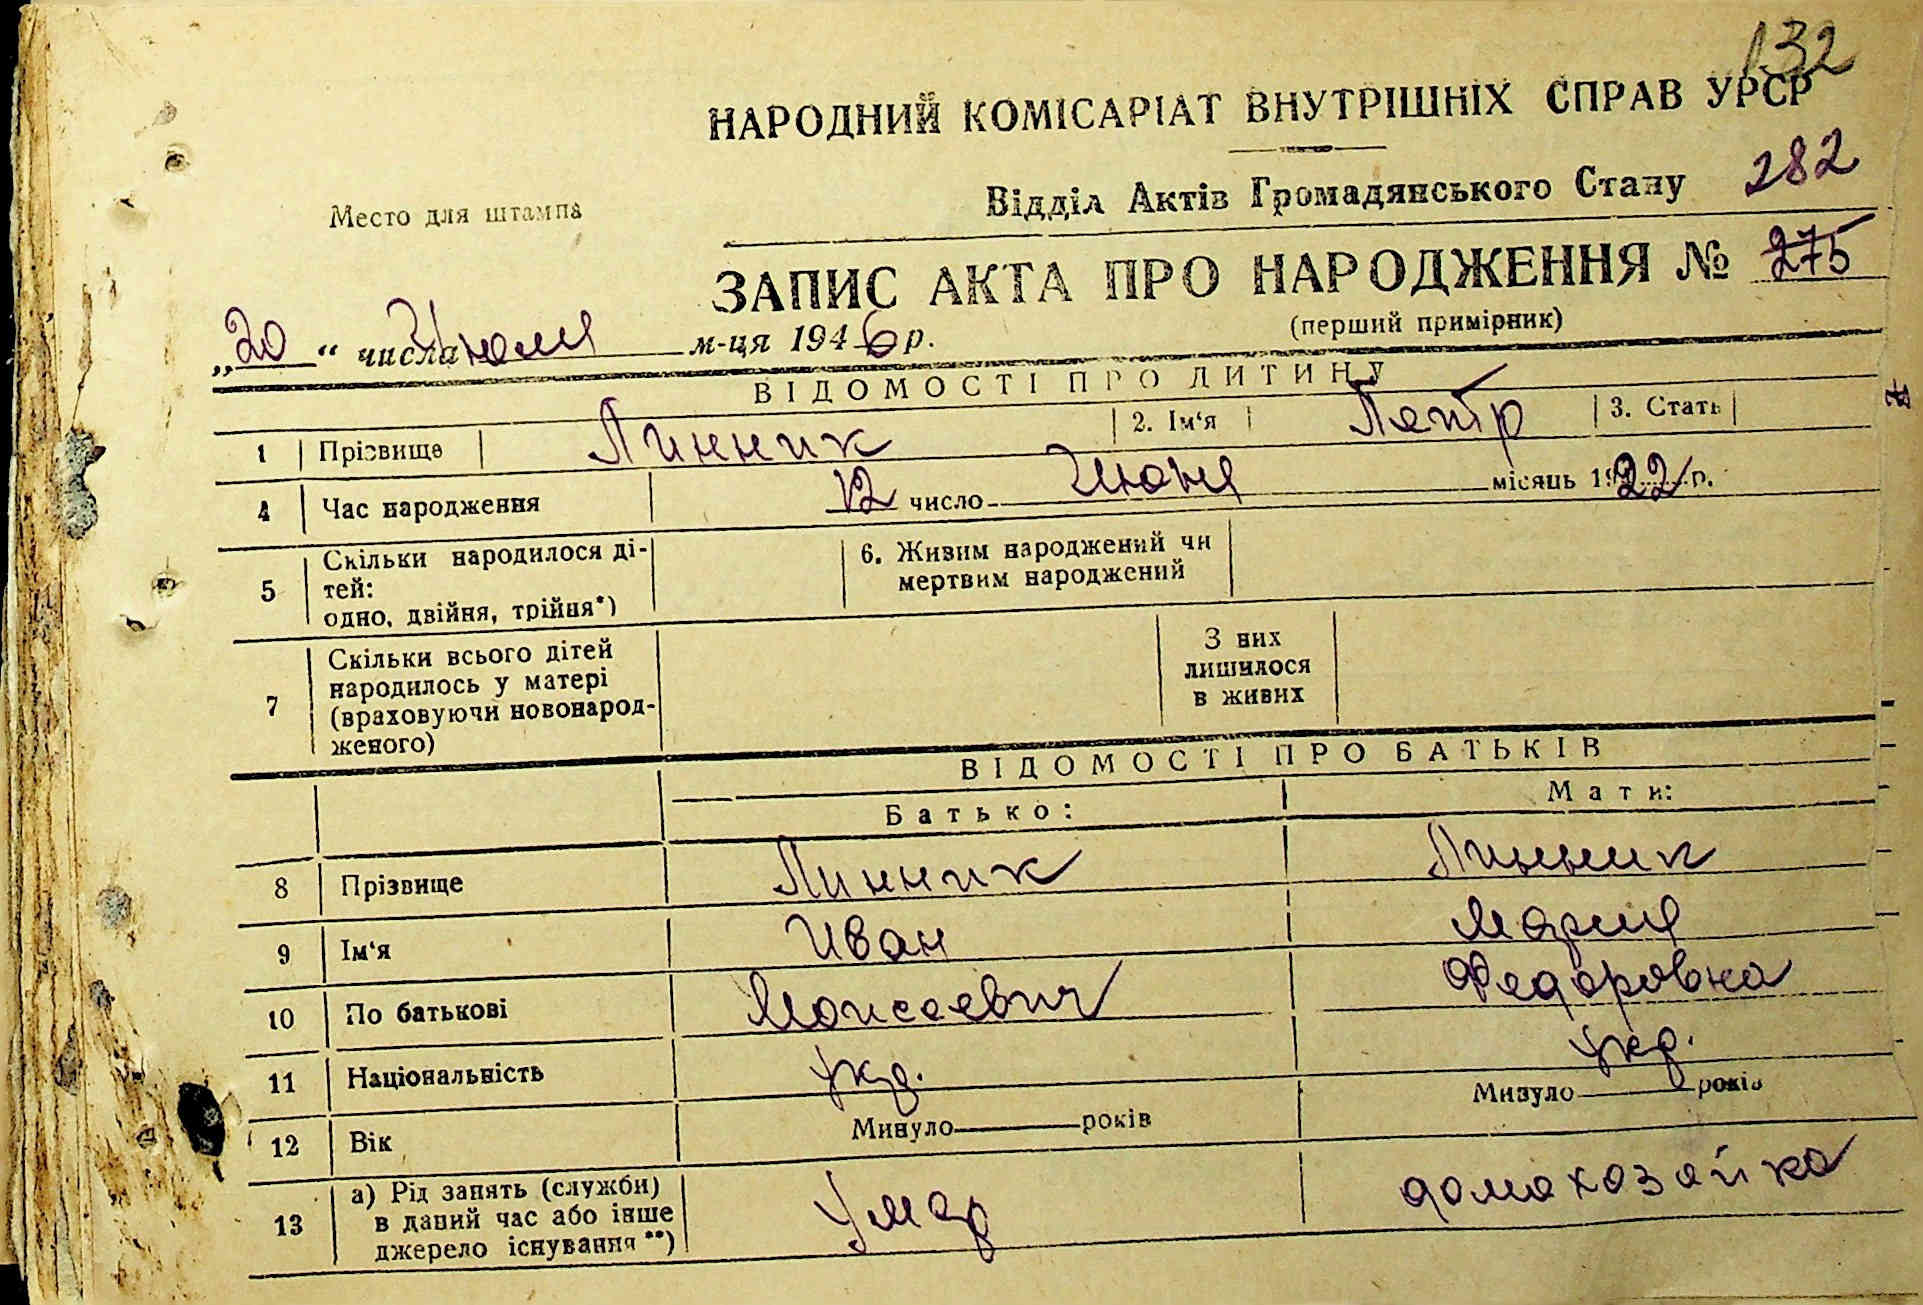 132
НАРОДНИЙ КОМІСАРІАТ ВНУТРІШНІХ СПРАВ УРСР
Відділ Актів Громадянського Стану 282
Место для штампа
ЗАПИС АКТА ПРО НАРОДЖЕННЯ № 275
(перший примірник)
„20“ числа Июля м-ця 1946 р.
ВІДОМОСТІ ПРО ДИТИНУ
1 Прізвище Линник 2. Ім‘я Петр 3. Стать
4 Час народження 12 число Июня місяць 1922 р.
5 Скільки народилося ді-
тей:
одно, двійня, трійня*)
6. Живим народжений чи
мертвим народжений
7 Скільки всього дітей
народилось у матері
(враховуючи новонарод-
женого)
З них
лишилося
в живих
ВІДОМОСТІ ПРО БАТЬКІВ
Батько: Мати:
8 Прізвище Линник Линник
9 Ім‘я Иван Мария
10 По батькові Моисеевич Федоровна
11 Національність укр. укр.
12 Вік Минуло років Минуло років
13 а) Рід занять (служби)
в даний час або інше
джерело існування**)
Умер домохозяйка